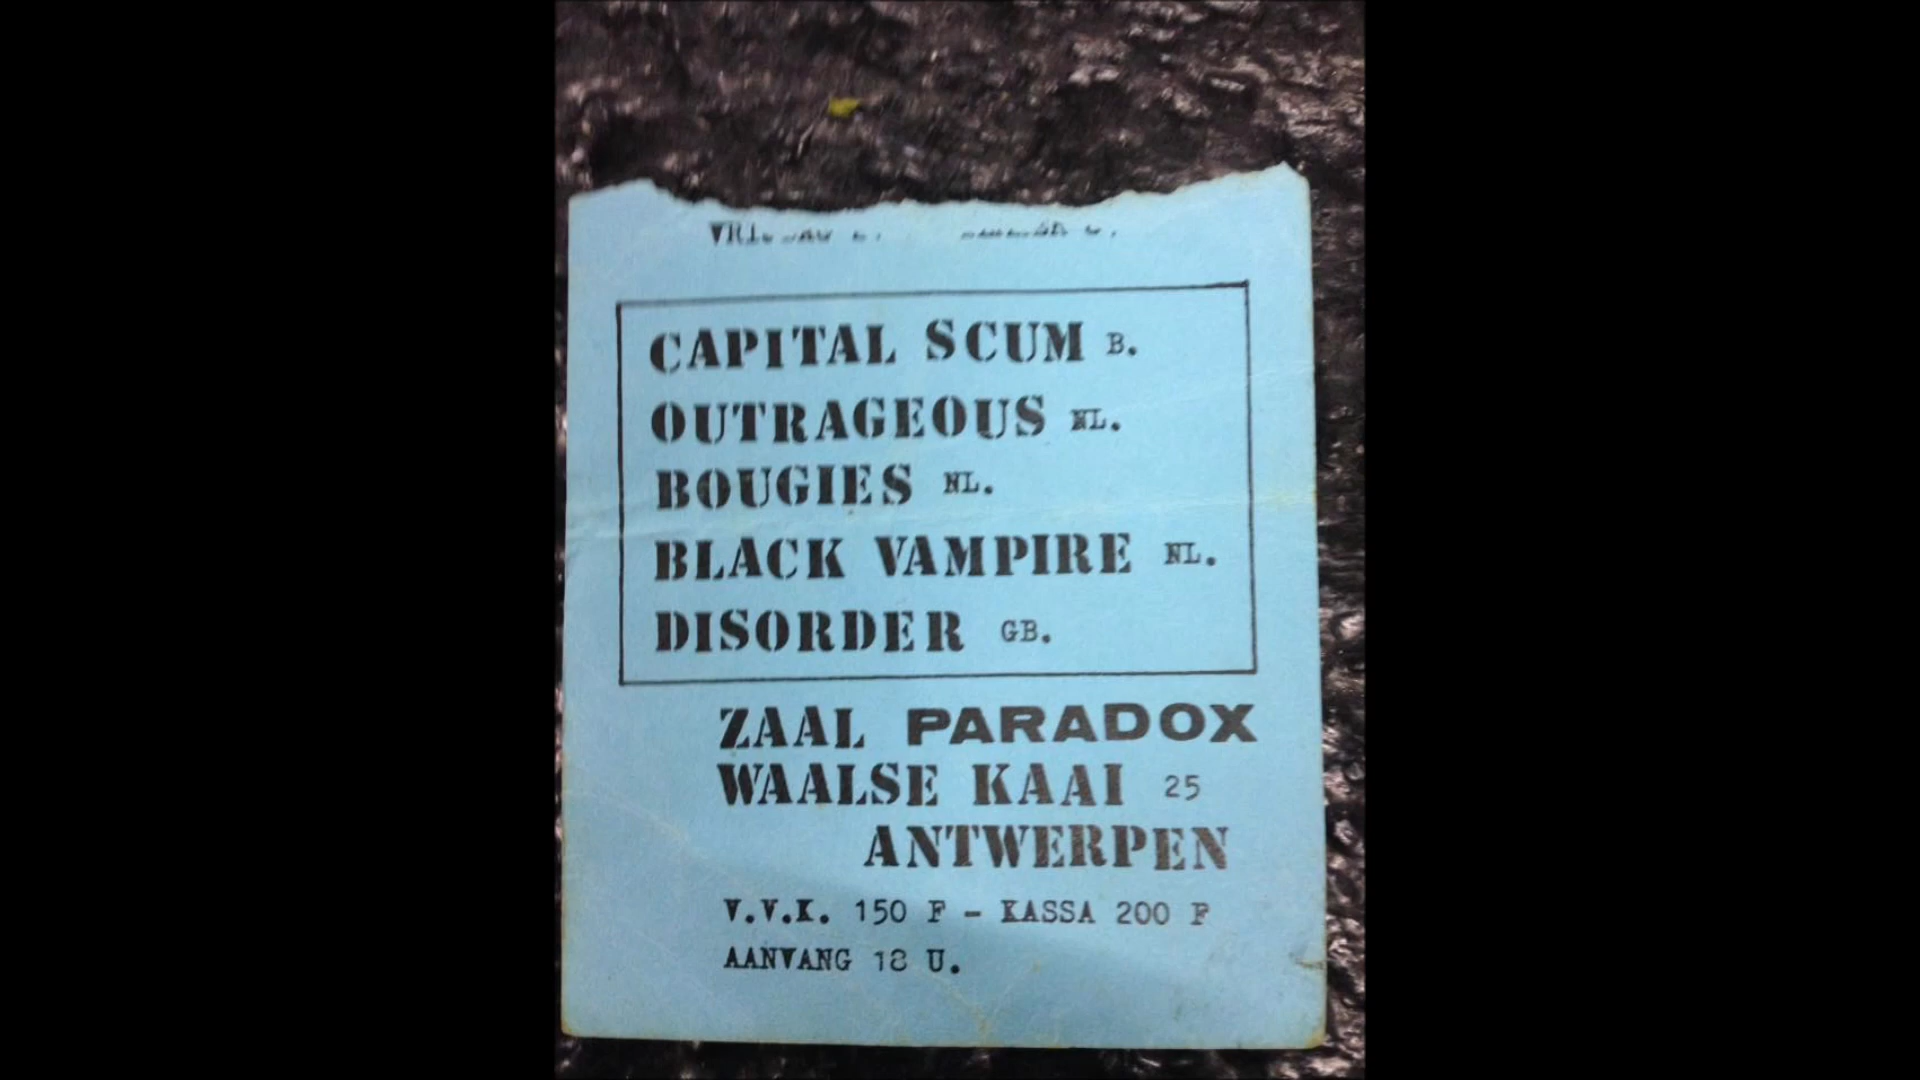 CAPITAL SCUM B.
OUTRAGEOUS NL.
BOUGIES NL.
BLACK VAMPIRE NL.
DISORDER GB.
ZAAL PARADOX
WAALSE KAAI 25
ANTWERPEN
V.V.K. 150 F - KASSA 200 F
AANVANG 18 U.